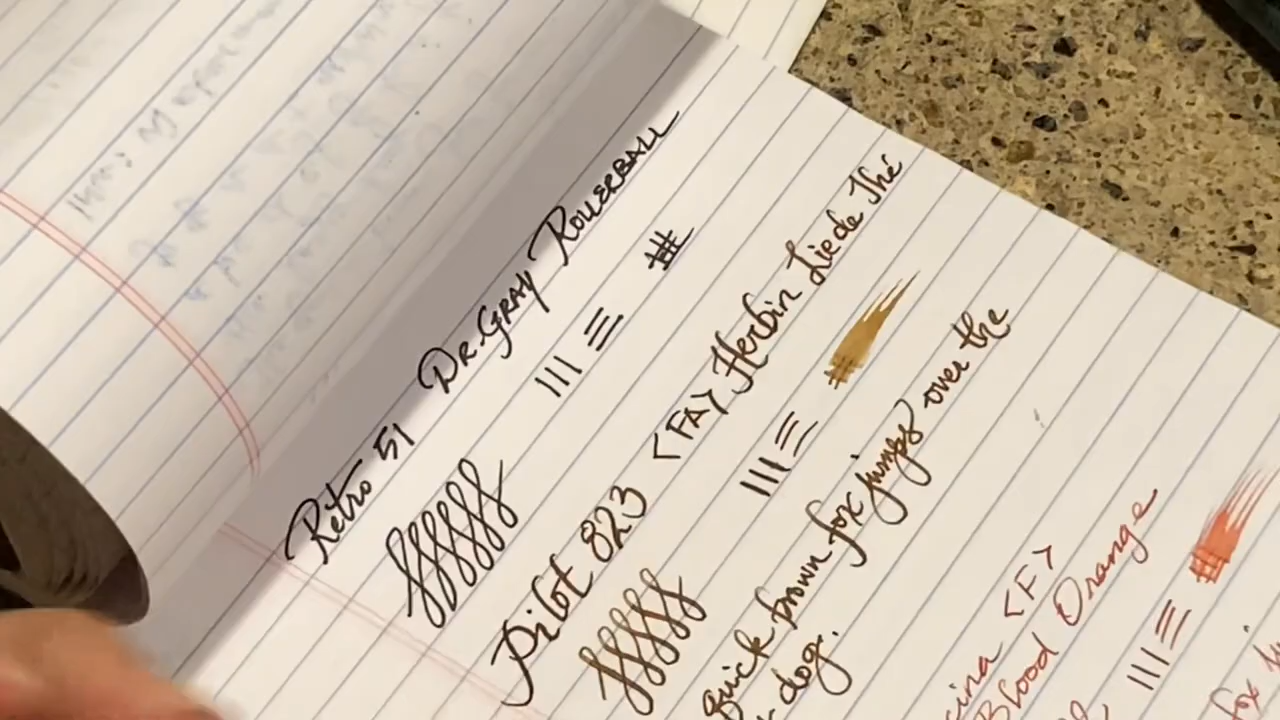 Retro 51 DR. GRAY ROLLERBALL
Pilot 823 <FA> Herbin Lie de Thé
quick brown fox jumps over the
dog.
<F>
Blood Orange
fox